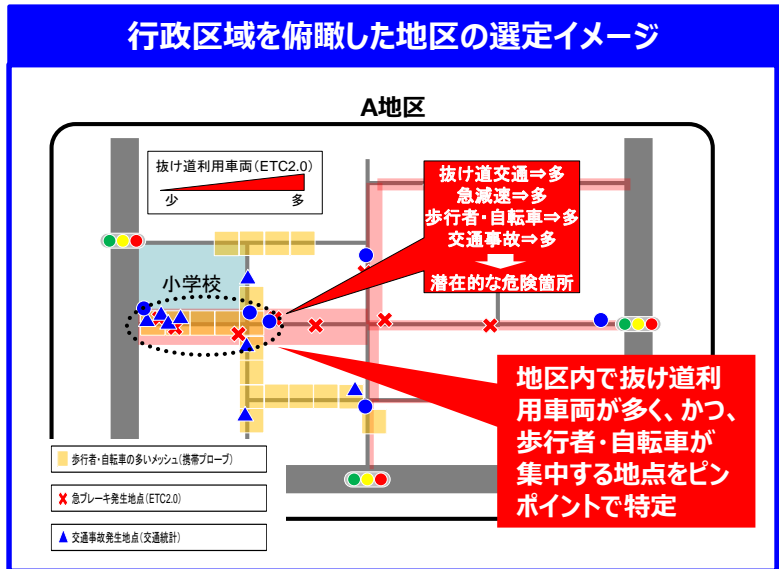 行政区域を俯瞰した地区の選定イメージ
A地区
抜け道利用車両(ETC2.0)
少 多
抜け道交通⇒多
急減速⇒多
歩行者・自転車⇒多
交通事故⇒多
潜在的な危険箇所
小学校
地区内で抜け道利
用車両が多く、かつ、
歩行者・自転車が
集中する地点をピン
ポイントで特定
歩行者・自転車の多いメッシュ(携帯プローブ)
急ブレーキ発生地点(ETC2.0)
交通事故発生地点(交通統計)